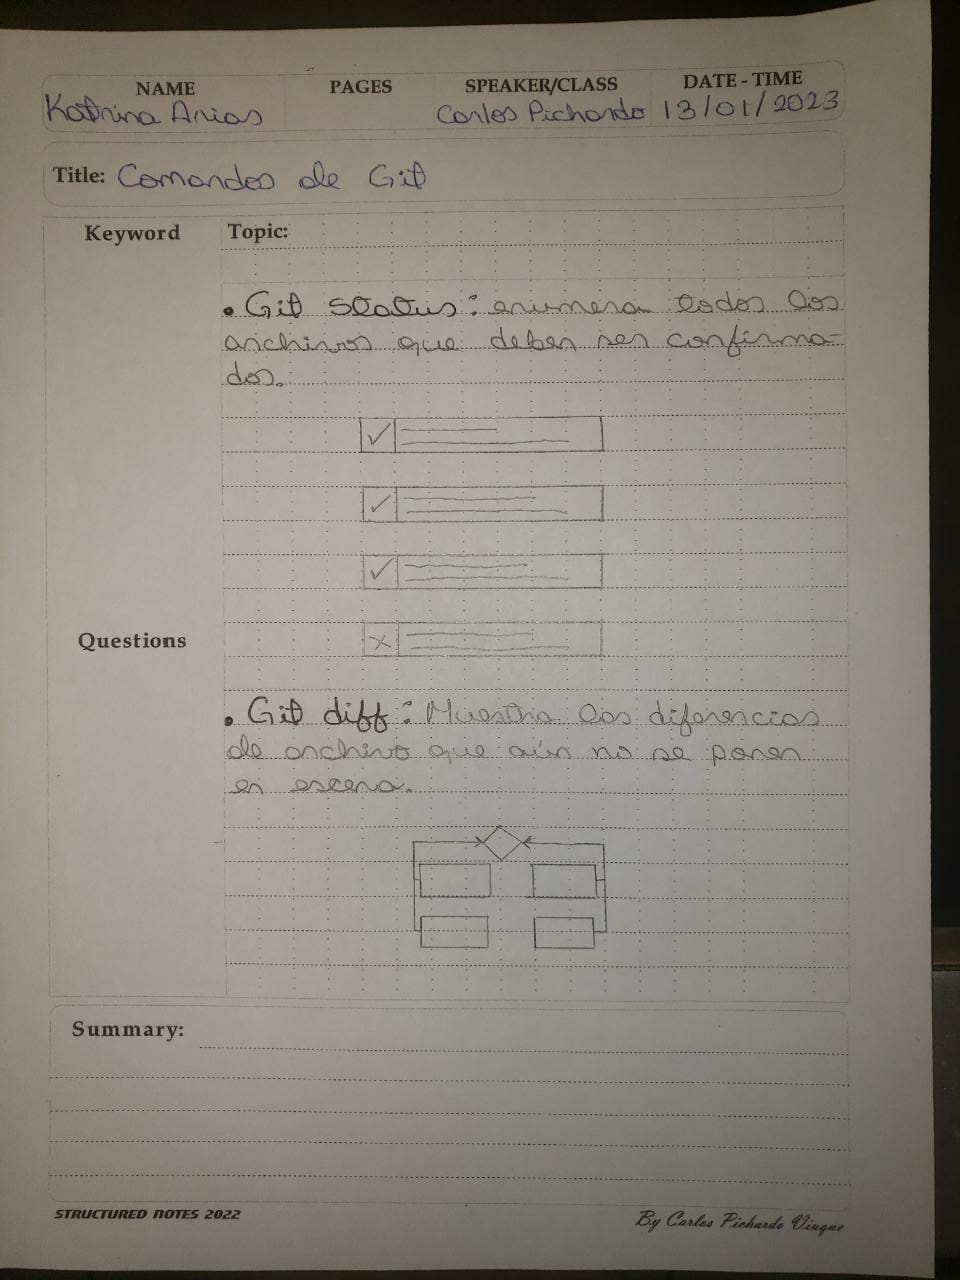 NAME PAGES SPEAKER/CLASS DATE - TIME
Katrina Arias Carlos Pichardo 13/01/2023
Title: Comandos de Git
Keyword Topic:
• Git status: enumera todos los
archivos que deben ser confirma-
dos.
Questions
• Git diff: Muestra las diferencias
de archivo que aún no se ponen
en escena.
Summary:
STRUCTURED NOTES 2022 By Carlos Pichardo Viuque